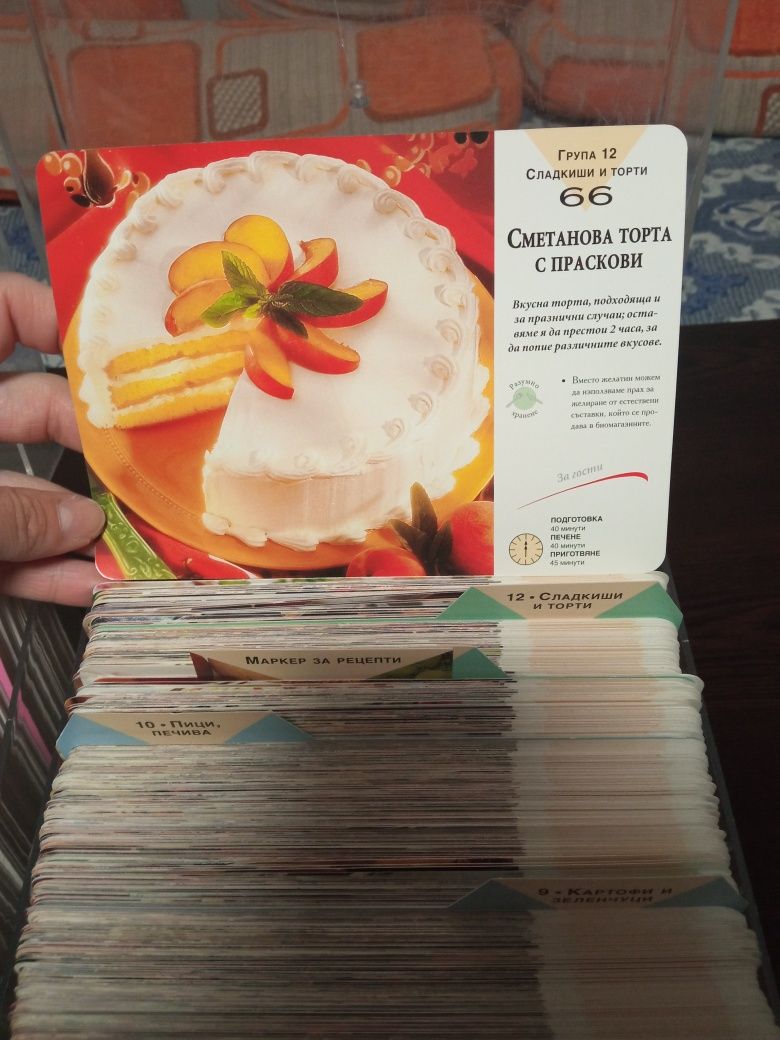 Група 12
Сладкиши и торти
66
Сметанова торта
с праскови
Вкусна торта, подходяща и
за празнични случаи; оста-
вяме я да престои 2 часа, за
да попие различните вкусове.
Разумно
хранене
• Вместо желатин можем
да използваме прах за
желиране от естествени
съставки, който се про-
дава в биомагазините.
За гости
ПОДГОТОВКА
40 минути
ПЕЧЕНЕ
40 минути
ПРИГОТВЯНЕ
45 минути
12 • Сладкиши
и торти
Маркер за рецепти
10 • Пици,
печива
9 • Картофи и
зеленчуци